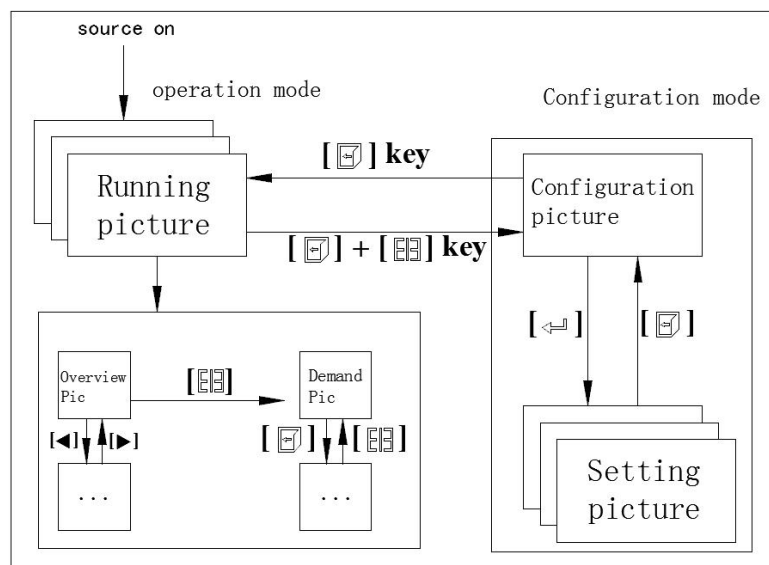 source on
operation mode
Configuration mode
[ ] key
Running
picture
Configuration
picture
[ ] + [ ] key
[ ]
[ ]
Overview
Pic
[ ]
Demand
Pic
[◀]
[▶]
[ ]
[ ]
...
...
Setting
picture